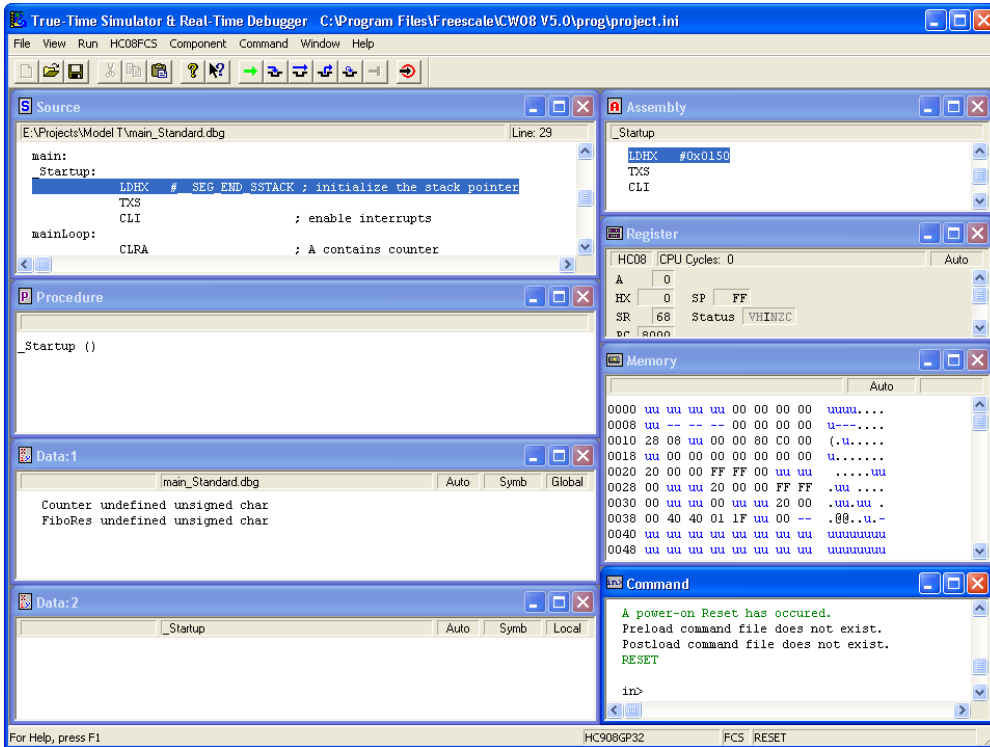 True-Time Simulator & Real-Time Debugger C:\Program Files\Freescale\CW08 V5.0\prog\project.ini
File View Run HC08FCS Component Command Window Help
Source
E:\Projects\Model T\main_Standard.dbg Line: 29
main:
_Startup:
LDHX #__SEG_END_SSTACK ; initialize the stack pointer
TXS
CLI ; enable interrupts
mainLoop:
CLRA ; A contains counter
Procedure
_Startup ()
Data:1
main_Standard.dbg Auto Symb Global
Counter undefined unsigned char
FiboRes undefined unsigned char
Data:2
_Startup Auto Symb Local
Assembly
_Startup
LDHX #0x0150
TXS
CLI
Register
HC08 CPU Cycles: 0 Auto
A 0
HX 0 SP FF
SR 68 Status VHINZC
PC 8000
Memory
Auto
0000 uu uu uu uu 00 00 00 00 uuuu....
0008 uu -- -- -- 00 00 00 00 u---....
0010 28 08 uu 00 00 80 C0 00 (.u.....
0018 uu 00 00 00 00 00 00 00 u.......
0020 20 00 00 FF FF 00 uu uu .....uu
0028 00 uu uu 20 00 00 FF FF .uu ....
0030 00 uu uu 00 uu uu 20 00 .uu.uu .
0038 00 40 40 01 1F uu 00 -- .@@..u.-
0040 uu uu uu uu uu uu uu uu uuuuuuuu
0048 uu uu uu uu uu uu uu uu uuuuuuuu
Command
A power-on Reset has occured.
Preload command file does not exist.
Postload command file does not exist.
RESET
in>
For Help, press F1 HC908GP32 FCS RESET